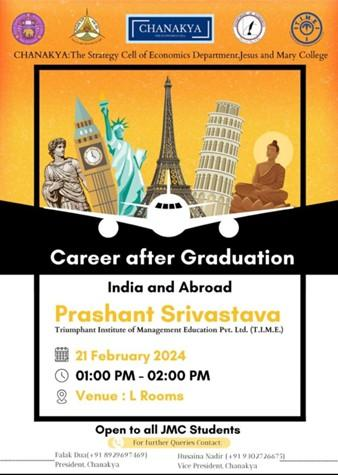 CHANAKYA
CHANAKYA:The Strategy Cell of Economics Department,Jesus and Mary College
Career after Graduation
India and Abroad
Prashant Srivastava
Triumphant Institute of Management Education Pvt. Ltd. (T.I.M.E.)
21 February 2024
01:00 PM - 02:00 PM
Venue : L Rooms
Open to all JMC Students
For further Queries Contact
Falak Dua(+91 8929697469)
President, Chanakya
Husaina Nadir (+91 9302726675)
Vice President, Chanakya